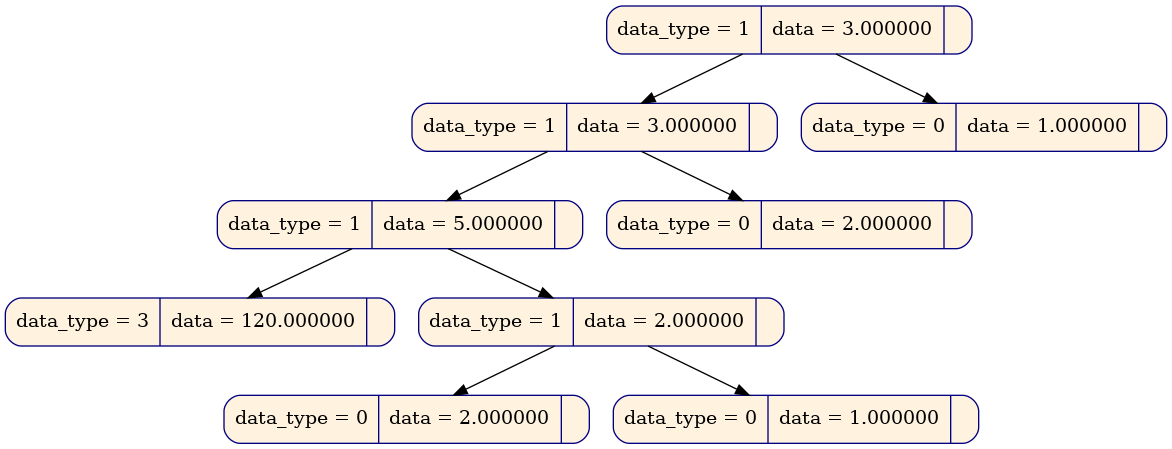 data_type = 1 data = 3.000000
data_type = 1 data = 3.000000
data_type = 0 data = 1.000000
data_type = 1 data = 5.000000
data_type = 0 data = 2.000000
data_type = 3 data = 120.000000
data_type = 1 data = 2.000000
data_type = 0 data = 2.000000
data_type = 0 data = 1.000000